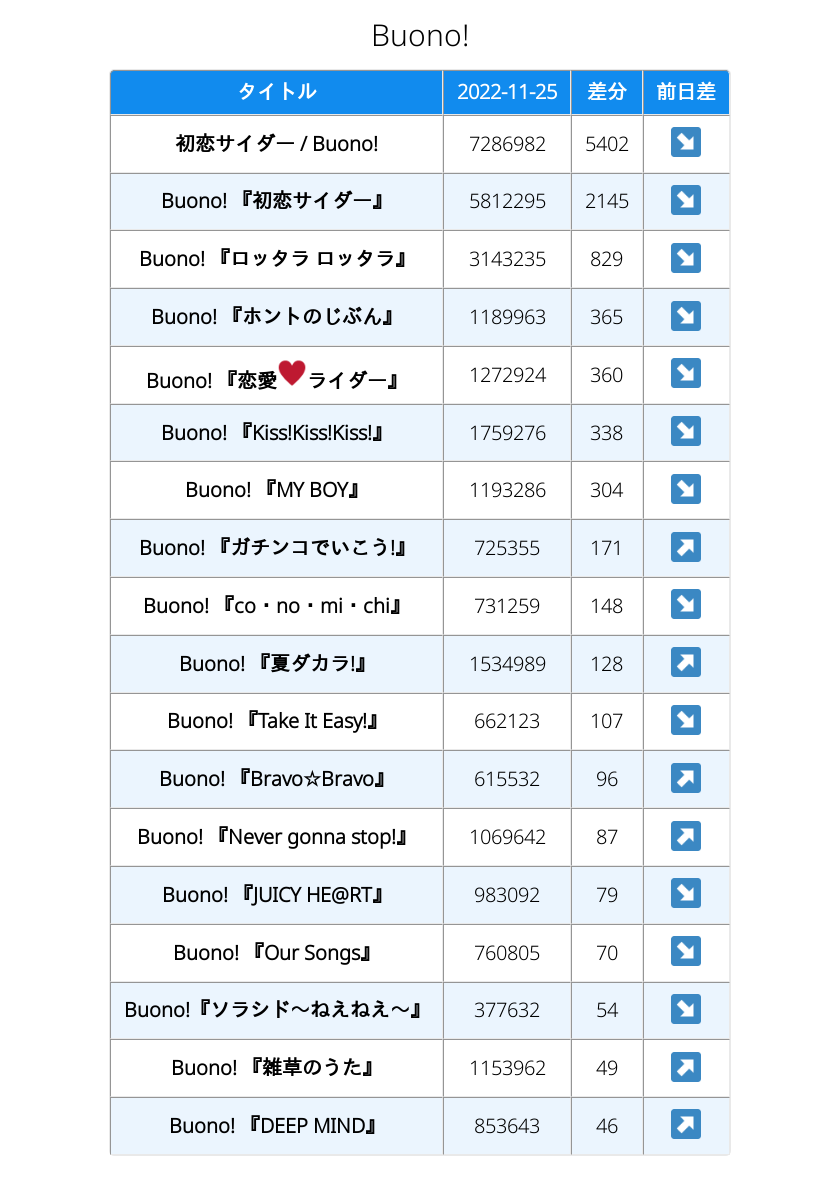 Buono!
タイトル 2022-11-25 差分 前日差
初恋サイダー / Buono! 7286982 5402 ↘
Buono! 『初恋サイダー』 5812295 2145 ↘
Buono! 『ロッタラ ロッタラ』 3143235 829 ↘
Buono! 『ホントのじぶん』 1189963 365 ↘
Buono! 『恋愛♥ライダー』 1272924 360 ↘
Buono! 『Kiss!Kiss!Kiss!』 1759276 338 ↘
Buono! 『MY BOY』 1193286 304 ↘
Buono! 『ガチンコでいこう!』 725355 171 ↗
Buono! 『co・no・mi・chi』 731259 148 ↘
Buono! 『夏ダカラ!』 1534989 128 ↗
Buono! 『Take It Easy!』 662123 107 ↘
Buono! 『Bravo☆Bravo』 615532 96 ↗
Buono! 『Never gonna stop!』 1069642 87 ↗
Buono! 『JUICY HE@RT』 983092 79 ↘
Buono! 『Our Songs』 760805 70 ↘
Buono!『ソラシド〜ねえねえ〜』 377632 54 ↘
Buono! 『雑草のうた』 1153962 49 ↗
Buono! 『DEEP MIND』 853643 46 ↗